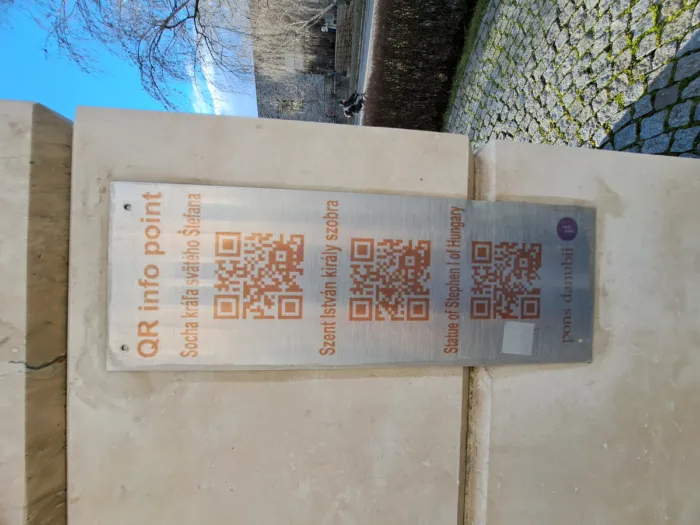 QR info point
Socha kráľa svätého Štefana
Szent István király szobra
Statue of Stephen I of Hungary
pons danubii